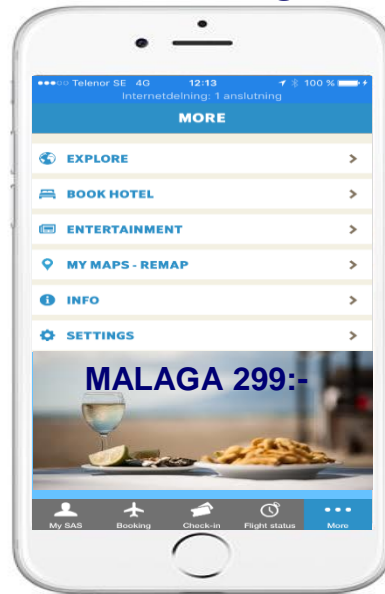 Telenor SE 4G 12:13 100 %
Internetdelning: 1 anslutning
MORE
EXPLORE
BOOK HOTEL
ENTERTAINMENT
MY MAPS - REMAP
INFO
SETTINGS
MALAGA 299:-
My SAS Booking Check-in Flight status More